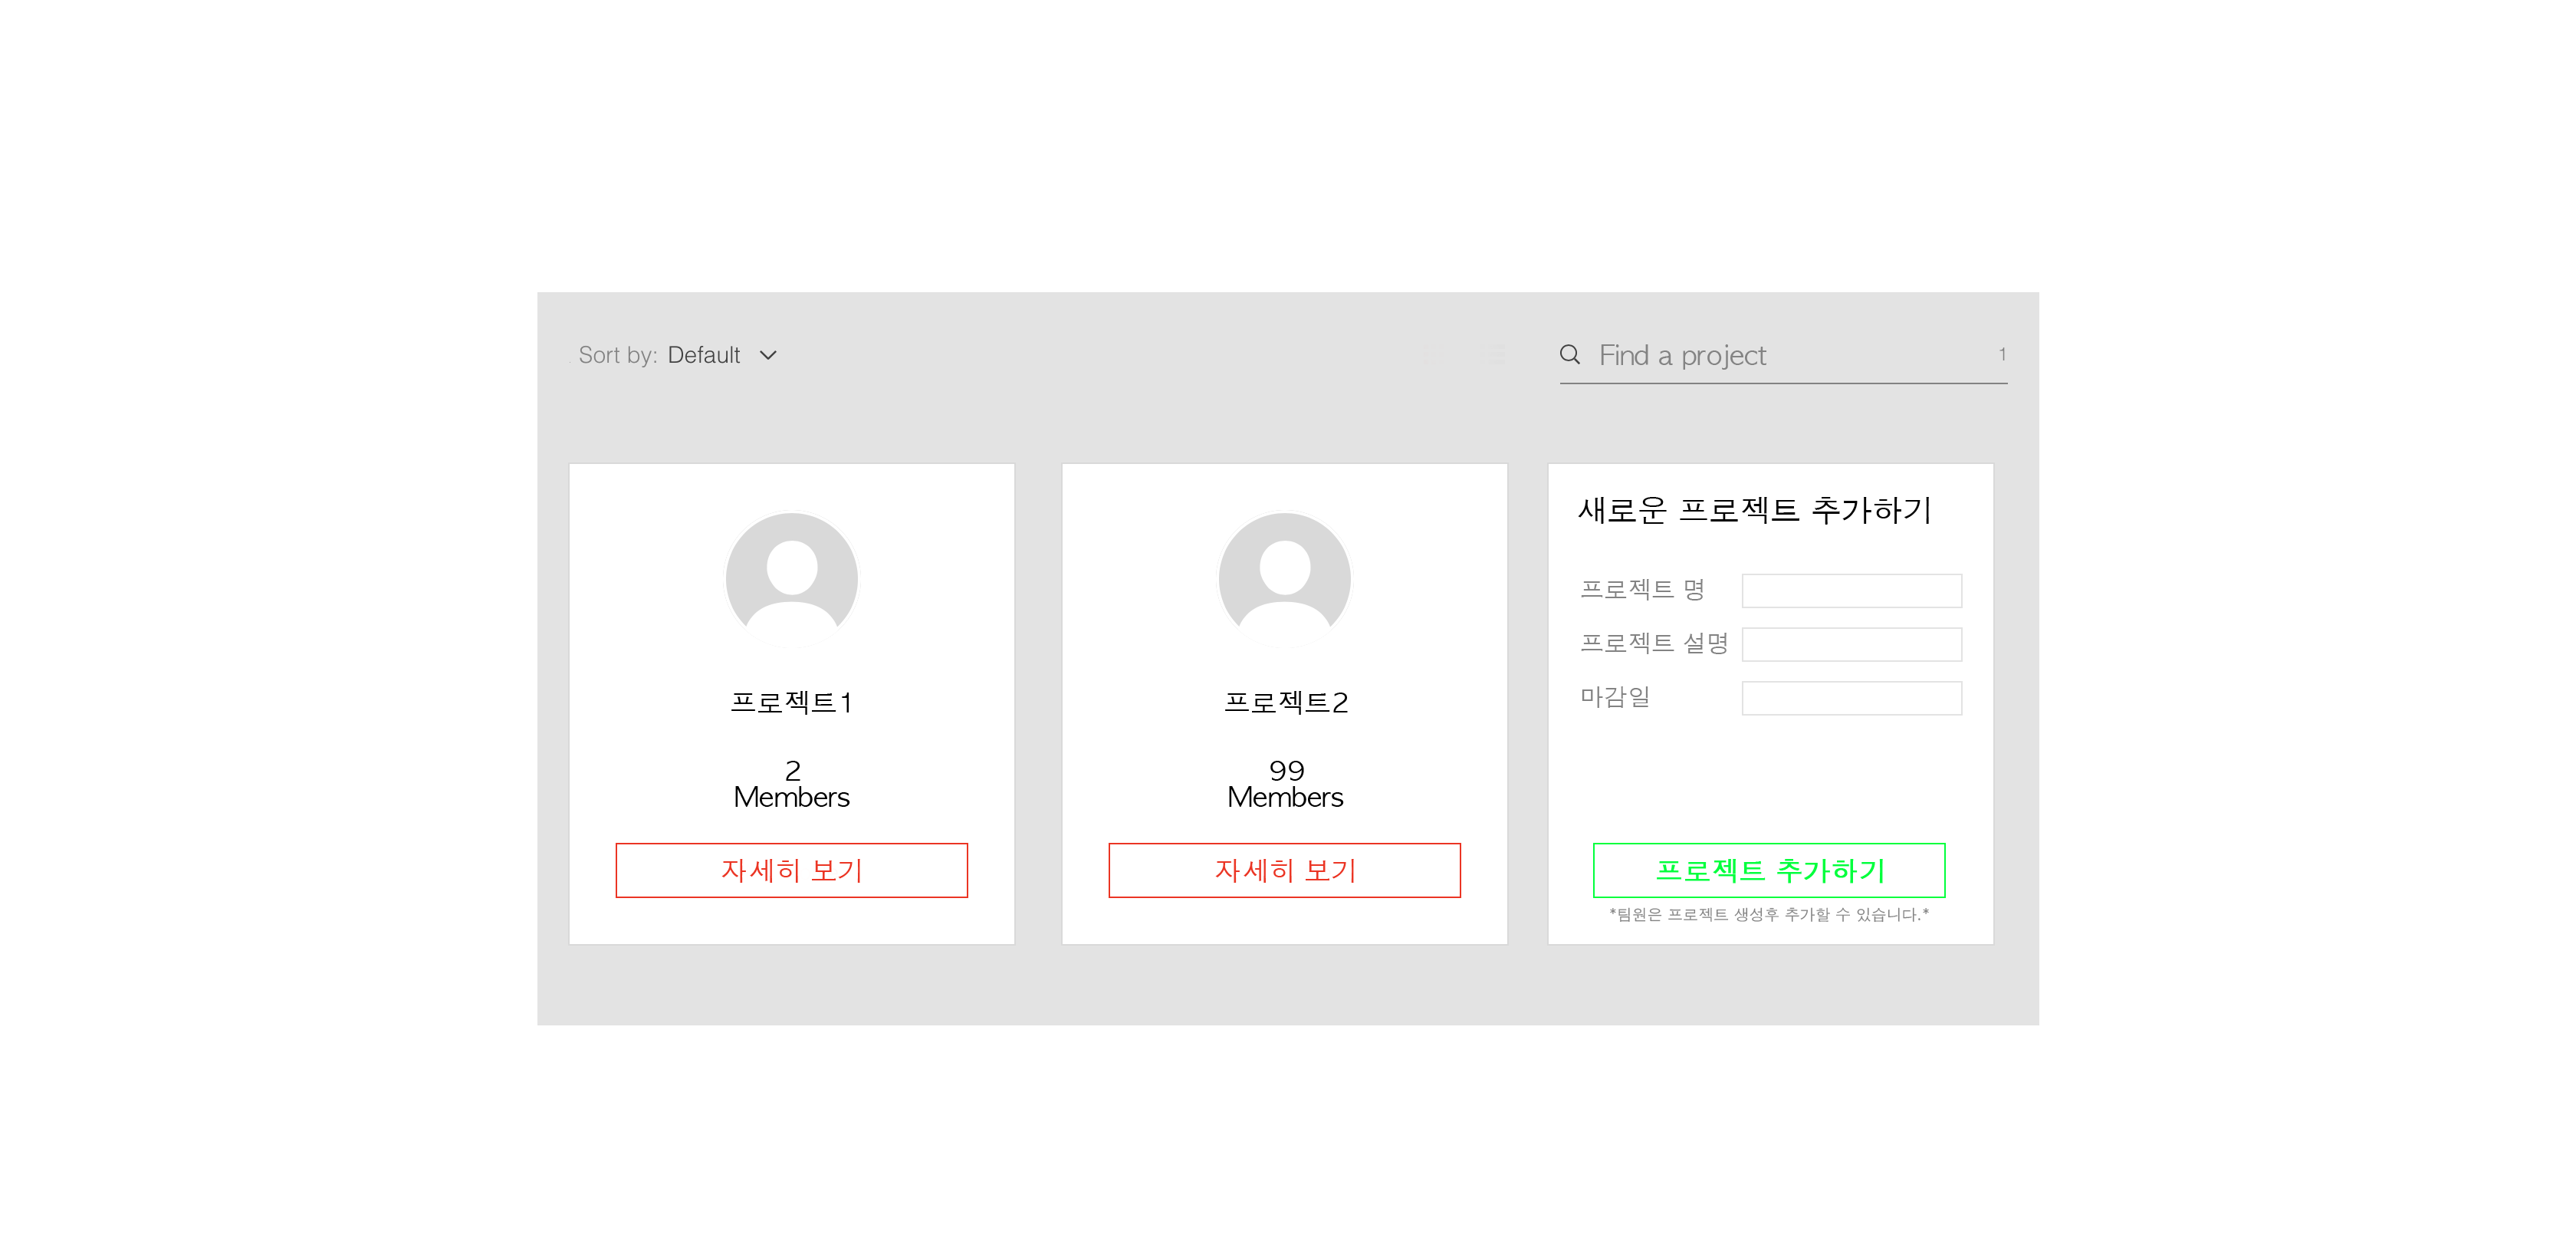 Sort by: Default
Find a project
1
프로젝트1
2
Members
자세히 보기
프로젝트2
99
Members
자세히 보기
새로운 프로젝트 추가하기
프로젝트 명
프로젝트 설명
마감일
프로젝트 추가하기
*팀원은 프로젝트 생성후 추가할 수 있습니다.*